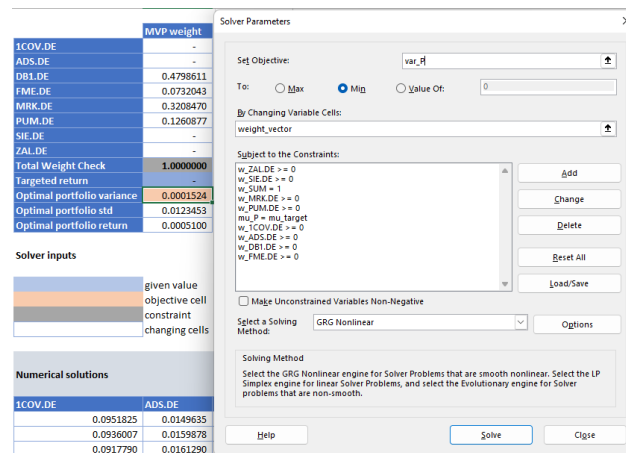 MVP weight
1COV.DE -
ADS.DE -
DB1.DE 0.4798611
FME.DE 0.0732043
MRK.DE 0.3208470
PUM.DE 0.1260877
SIE.DE -
ZAL.DE -
Total Weight Check 1.0000000
Targeted return -
Optimal portfolio variance 0.0001524
Optimal portfolio std 0.0123453
Optimal portfolio return 0.0005100
Solver inputs
given value
objective cell
constraint
changing cells
Numerical solutions
1COV.DE ADS.DE
0.0951825 0.0149635
0.0936007 0.0159878
0.0917790 0.0161290
Solver Parameters
Set Objective: var_P
To: Max Min Value Of: 0
By Changing Variable Cells:
weight_vector
Subject to the Constraints:
w_ZAL.DE >= 0
w_SIE.DE >= 0
w_SUM = 1
w_MRK.DE >= 0
w_PUM.DE >= 0
mu_P = mu_target
w_1COV.DE >= 0
w_ADS.DE >= 0
w_DB1.DE >= 0
w_FME.DE >= 0
Add
Change
Delete
Reset All
Load/Save
Make Unconstrained Variables Non-Negative
Select a Solving Method: GRG Nonlinear
Options
Solving Method
Select the GRG Nonlinear engine for Solver Problems that are smooth nonlinear. Select the LP
Simplex engine for linear Solver Problems, and select the Evolutionary engine for Solver
problems that are non-smooth.
Help
Solve
Close